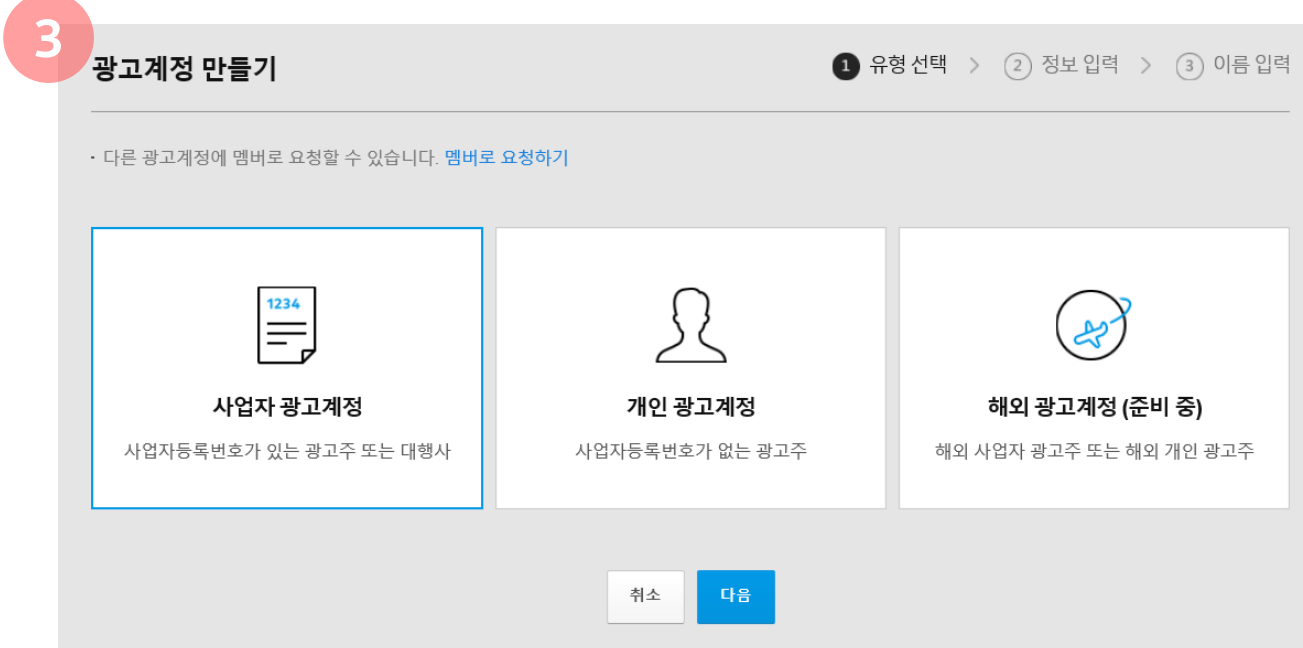 3
광고계정 만들기
1 유형 선택 > 2 정보 입력 > 3 이름 입력
· 다른 광고계정에 멤버로 요청할 수 있습니다. 멤버로 요청하기
1234
사업자 광고계정
사업자등록번호가 있는 광고주 또는 대행사
개인 광고계정
사업자등록번호가 없는 광고주
해외 광고계정 (준비 중)
해외 사업자 광고주 또는 해외 개인 광고주
취소
다음